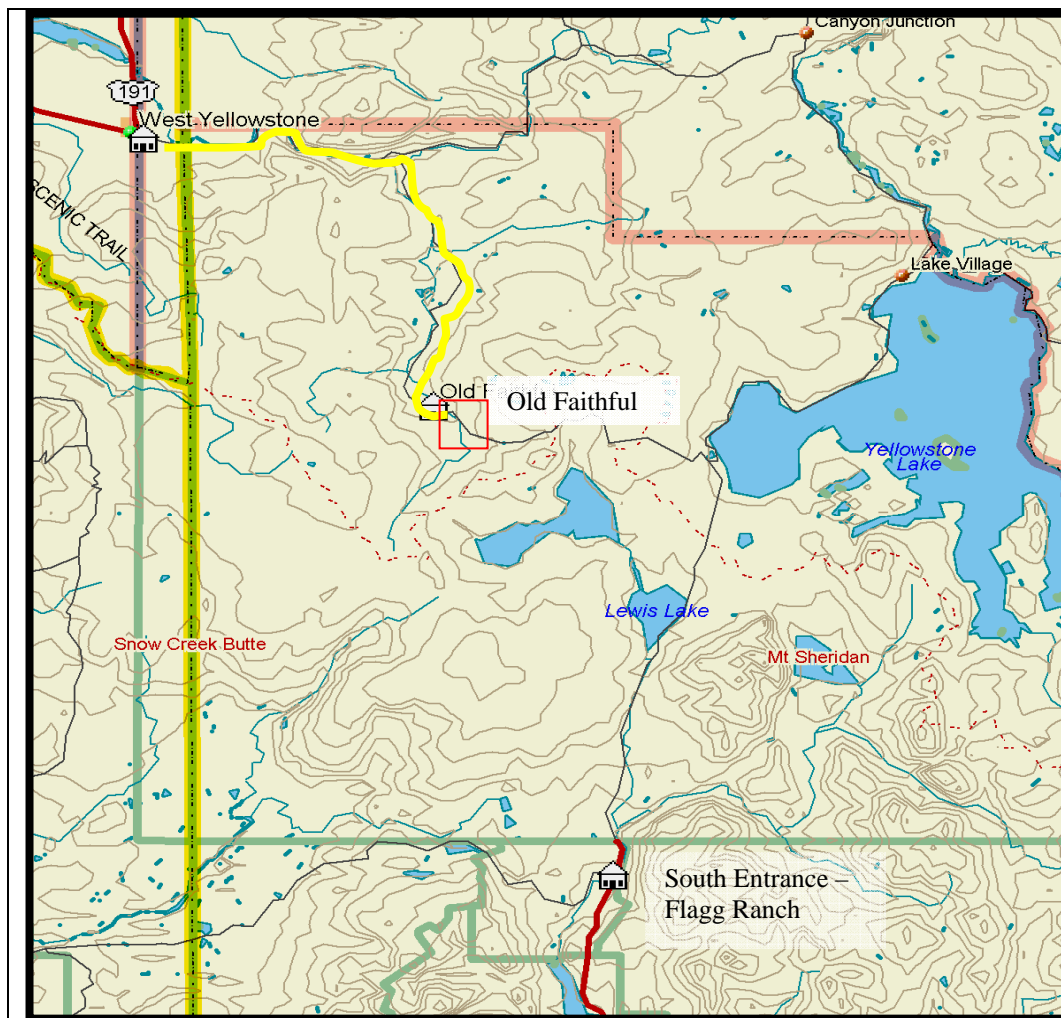 Canyon Junction
191
West Yellowstone
SCENIC TRAIL
Lake Village
Old Faithful
Yellowstone
Lake
Lewis Lake
Snow Creek Butte
Mt Sheridan
South Entrance –
Flagg Ranch